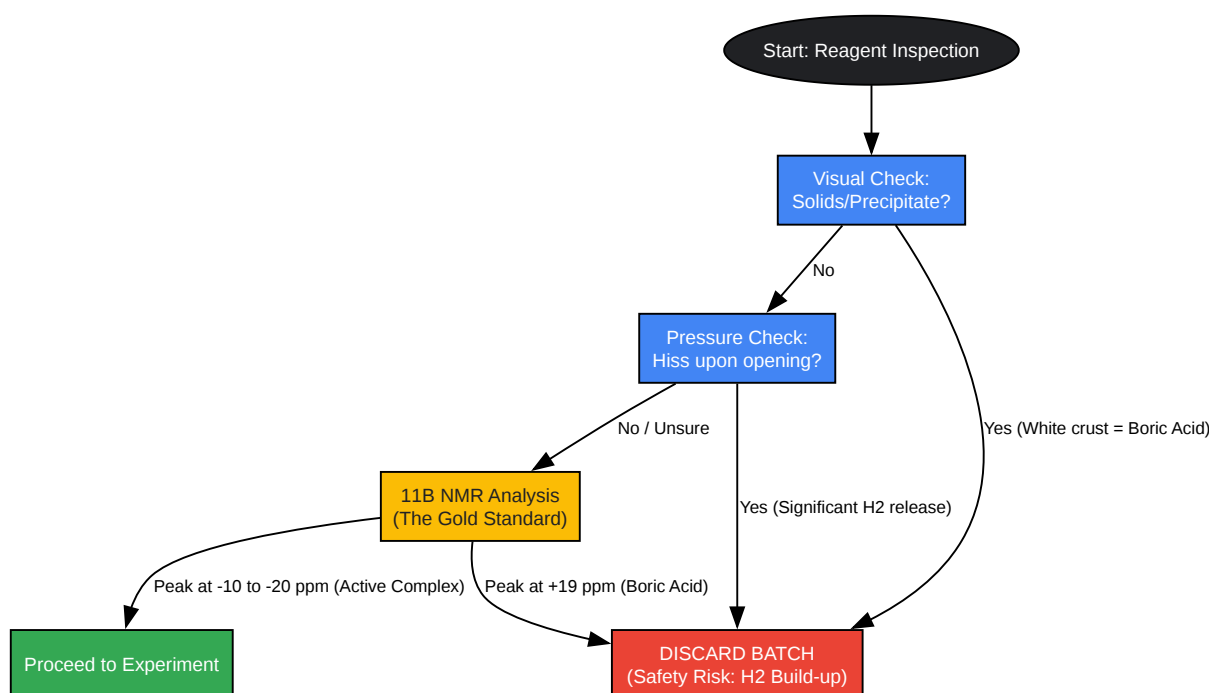 Start: Reagent Inspection
Visual Check:
Solids/Precipitate?
No
Pressure Check:
Hiss upon opening?
No / Unsure
Yes (White crust = Boric Acid)
11B NMR Analysis
(The Gold Standard)
Yes (Significant H2 release)
Peak at -10 to -20 ppm (Active Complex)
Peak at +19 ppm (Boric Acid)
Proceed to Experiment
DISCARD BATCH
(Safety Risk: H2 Build-up)